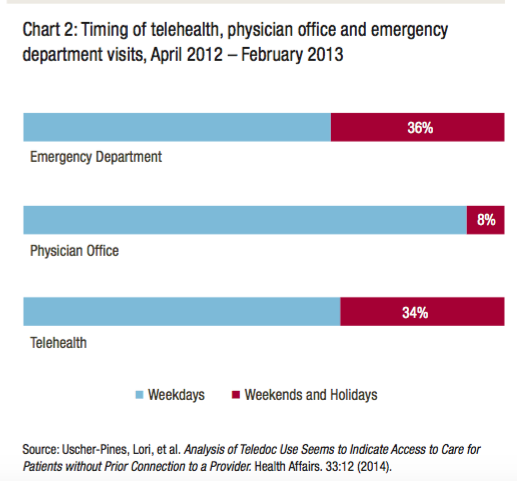 Chart 2: Timing of telehealth, physician office and emergency
department visits, April 2012 – February 2013
36%
Emergency Department
8%
Physician Office
34%
Telehealth
Weekdays Weekends and Holidays
Source: Uscher-Pines, Lori, et al. Analysis of Teledoc Use Seems to Indicate Access to Care for
Patients without Prior Connection to a Provider. Health Affairs. 33:12 (2014).